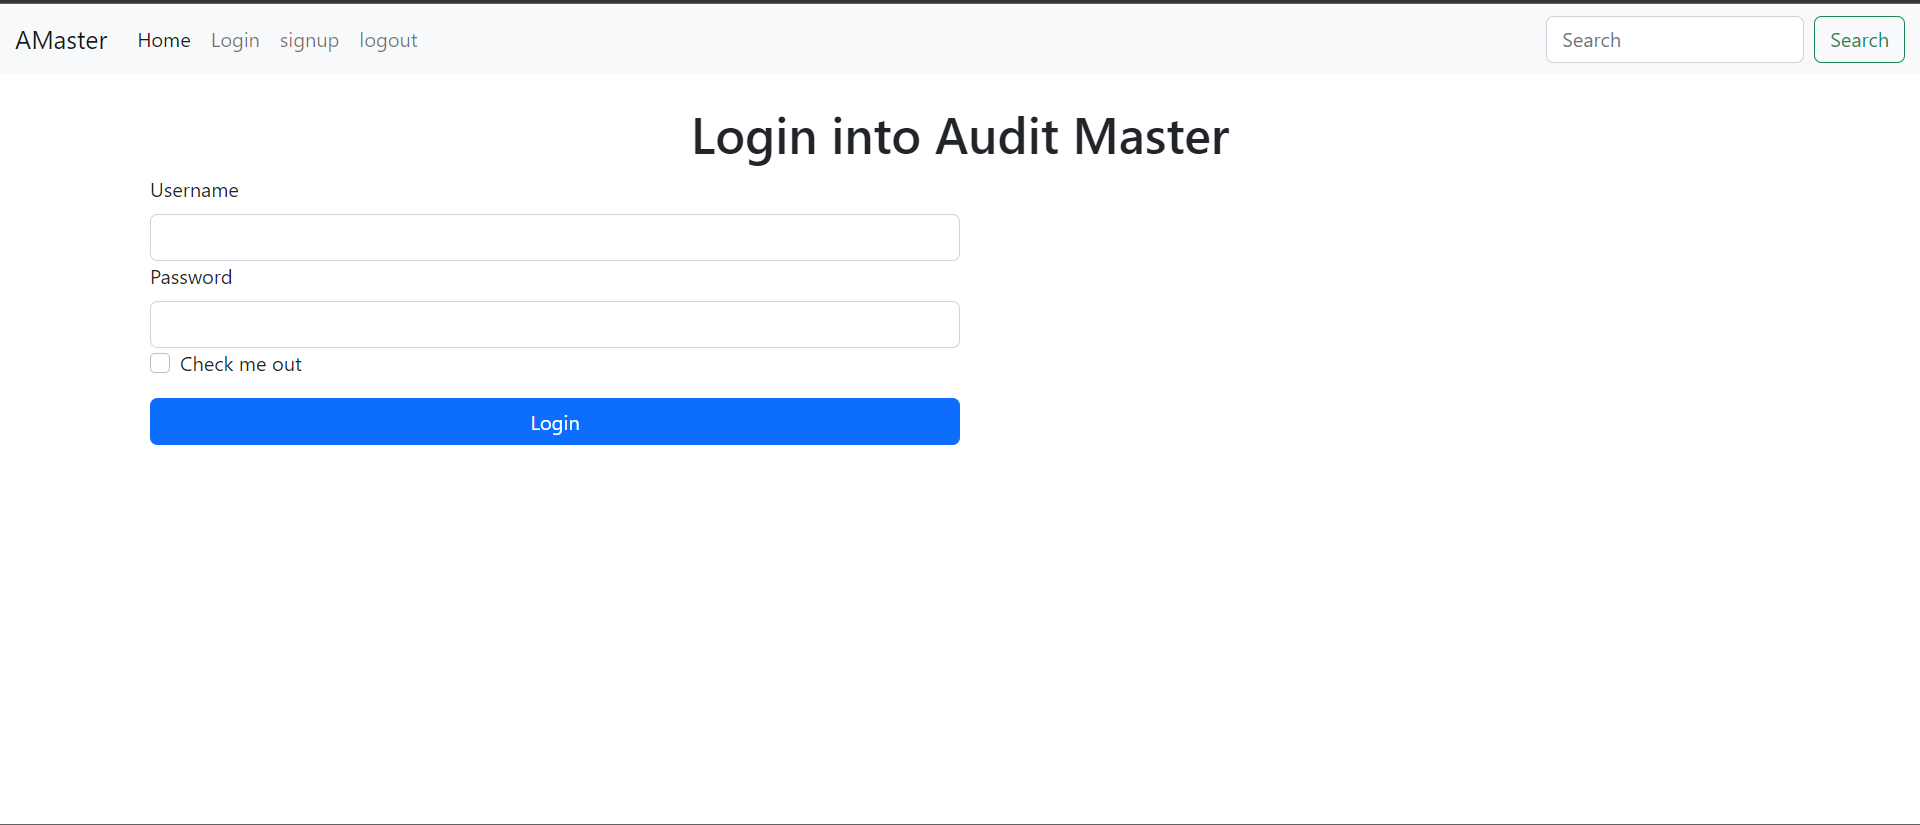 AMaster Home Login signup logout Search Search
Login into Audit Master
Username
Password
Check me out
Login